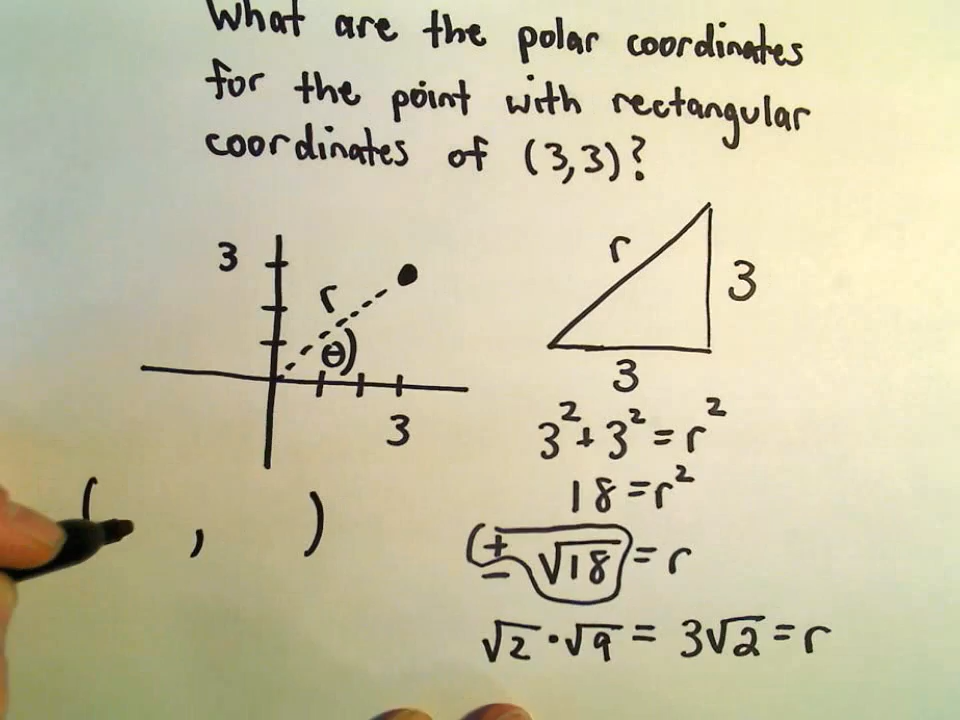 What are the polar coordinates
for the point with rectangular
coordinates of (3,3)?
3
r
θ
3
r
3
3
3² + 3² = r²
18 = r²
± √18 = r
√2 · √9 = 3√2 = r
( , )